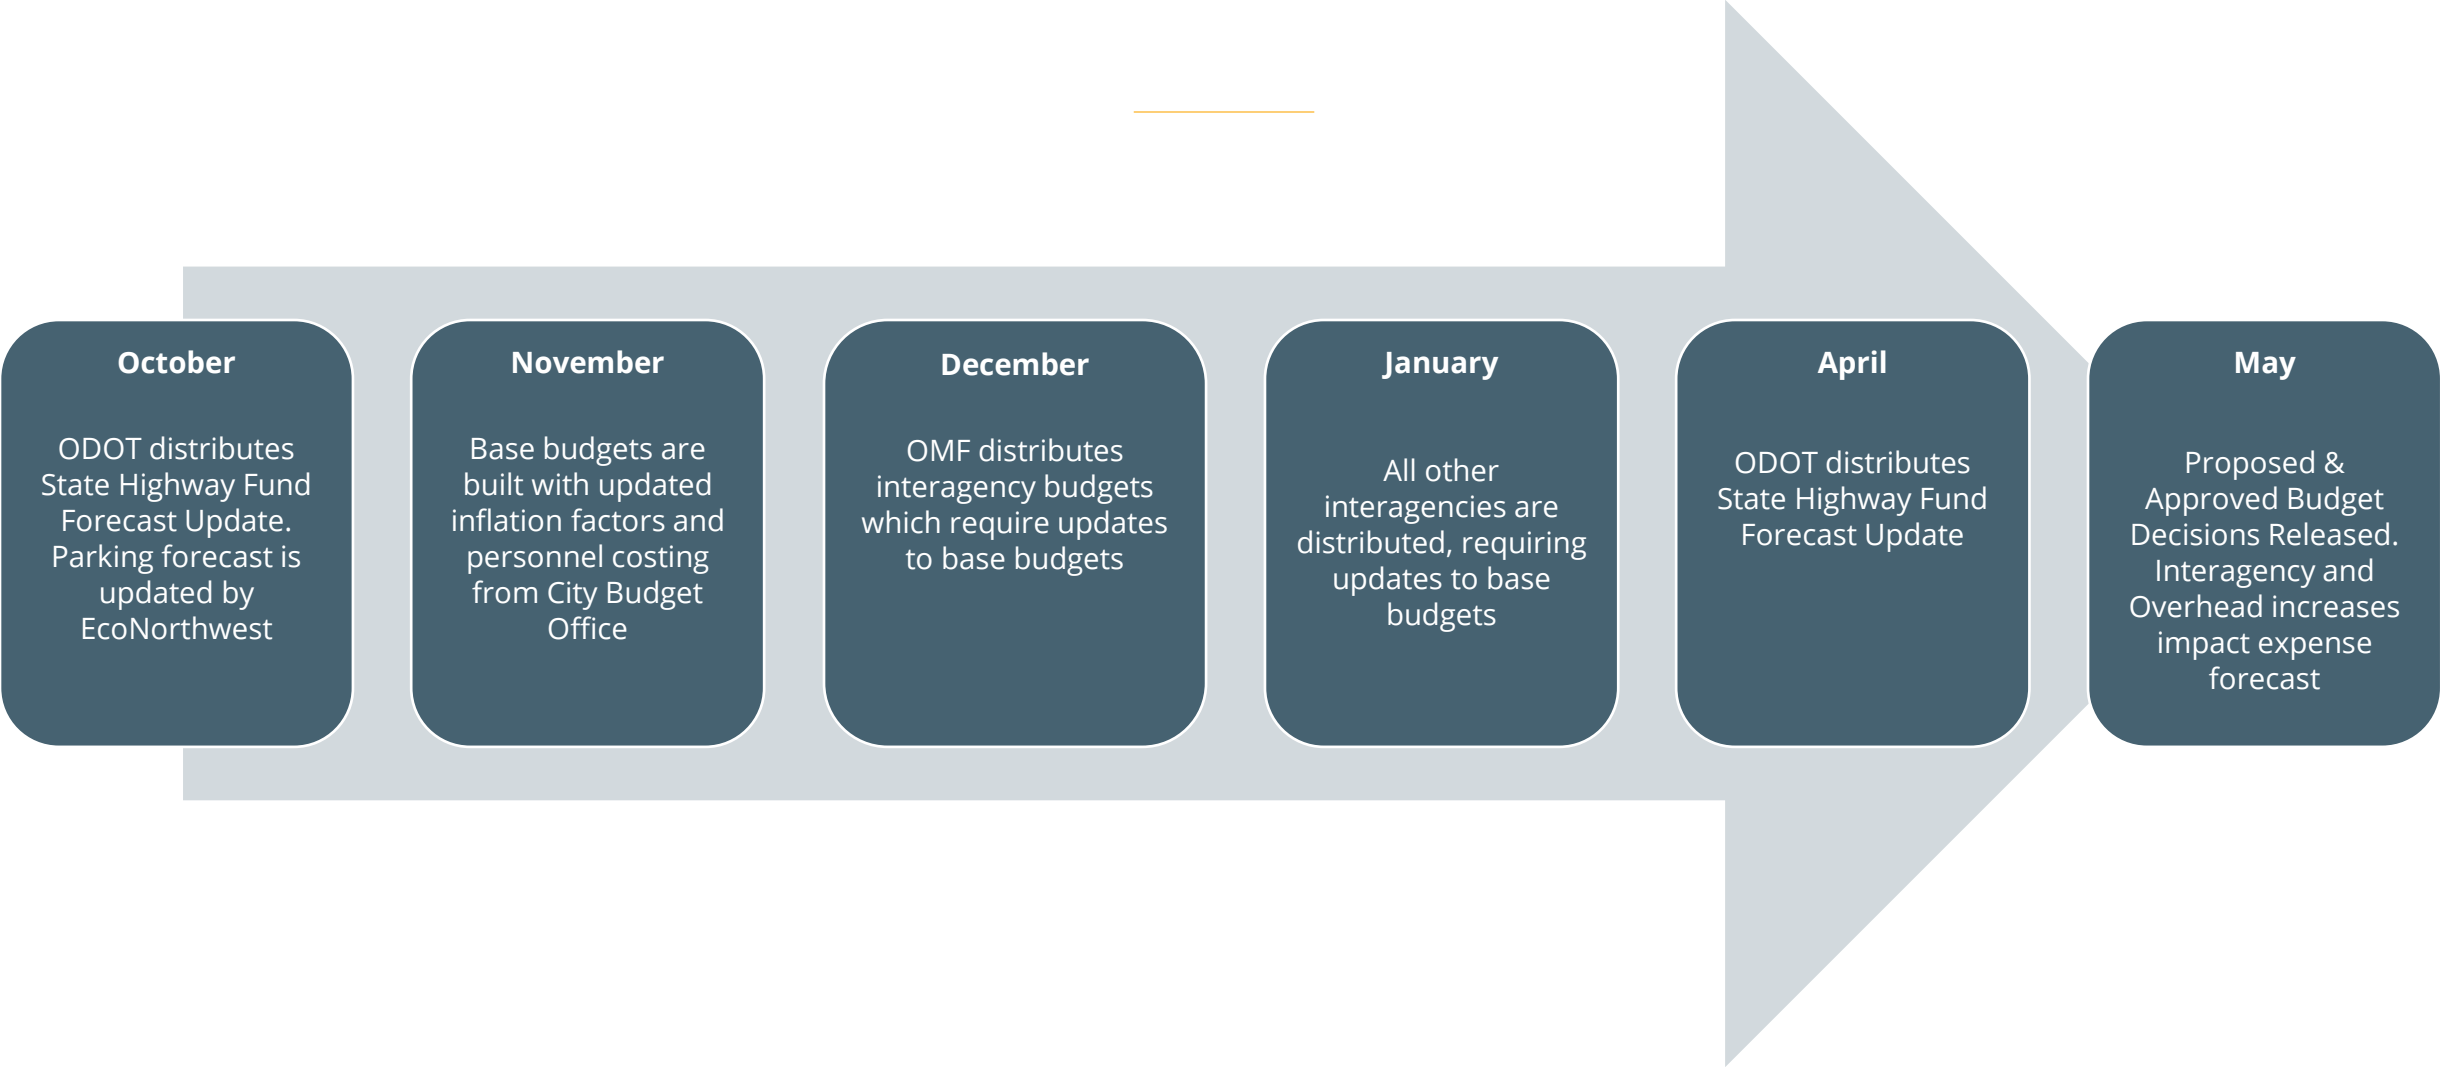 October
ODOT distributes
State Highway Fund
Forecast Update.
Parking forecast is
updated by
EcoNorthwest
November
Base budgets are
built with updated
inflation factors and
personnel costing
from City Budget
Office
December
OMF distributes
interagency budgets
which require updates
to base budgets
January
All other
interagencies are
distributed, requiring
updates to base
budgets
April
ODOT distributes
State Highway Fund
Forecast Update
May
Proposed &
Approved Budget
Decisions Released.
Interagency and
Overhead increases
impact expense
forecast